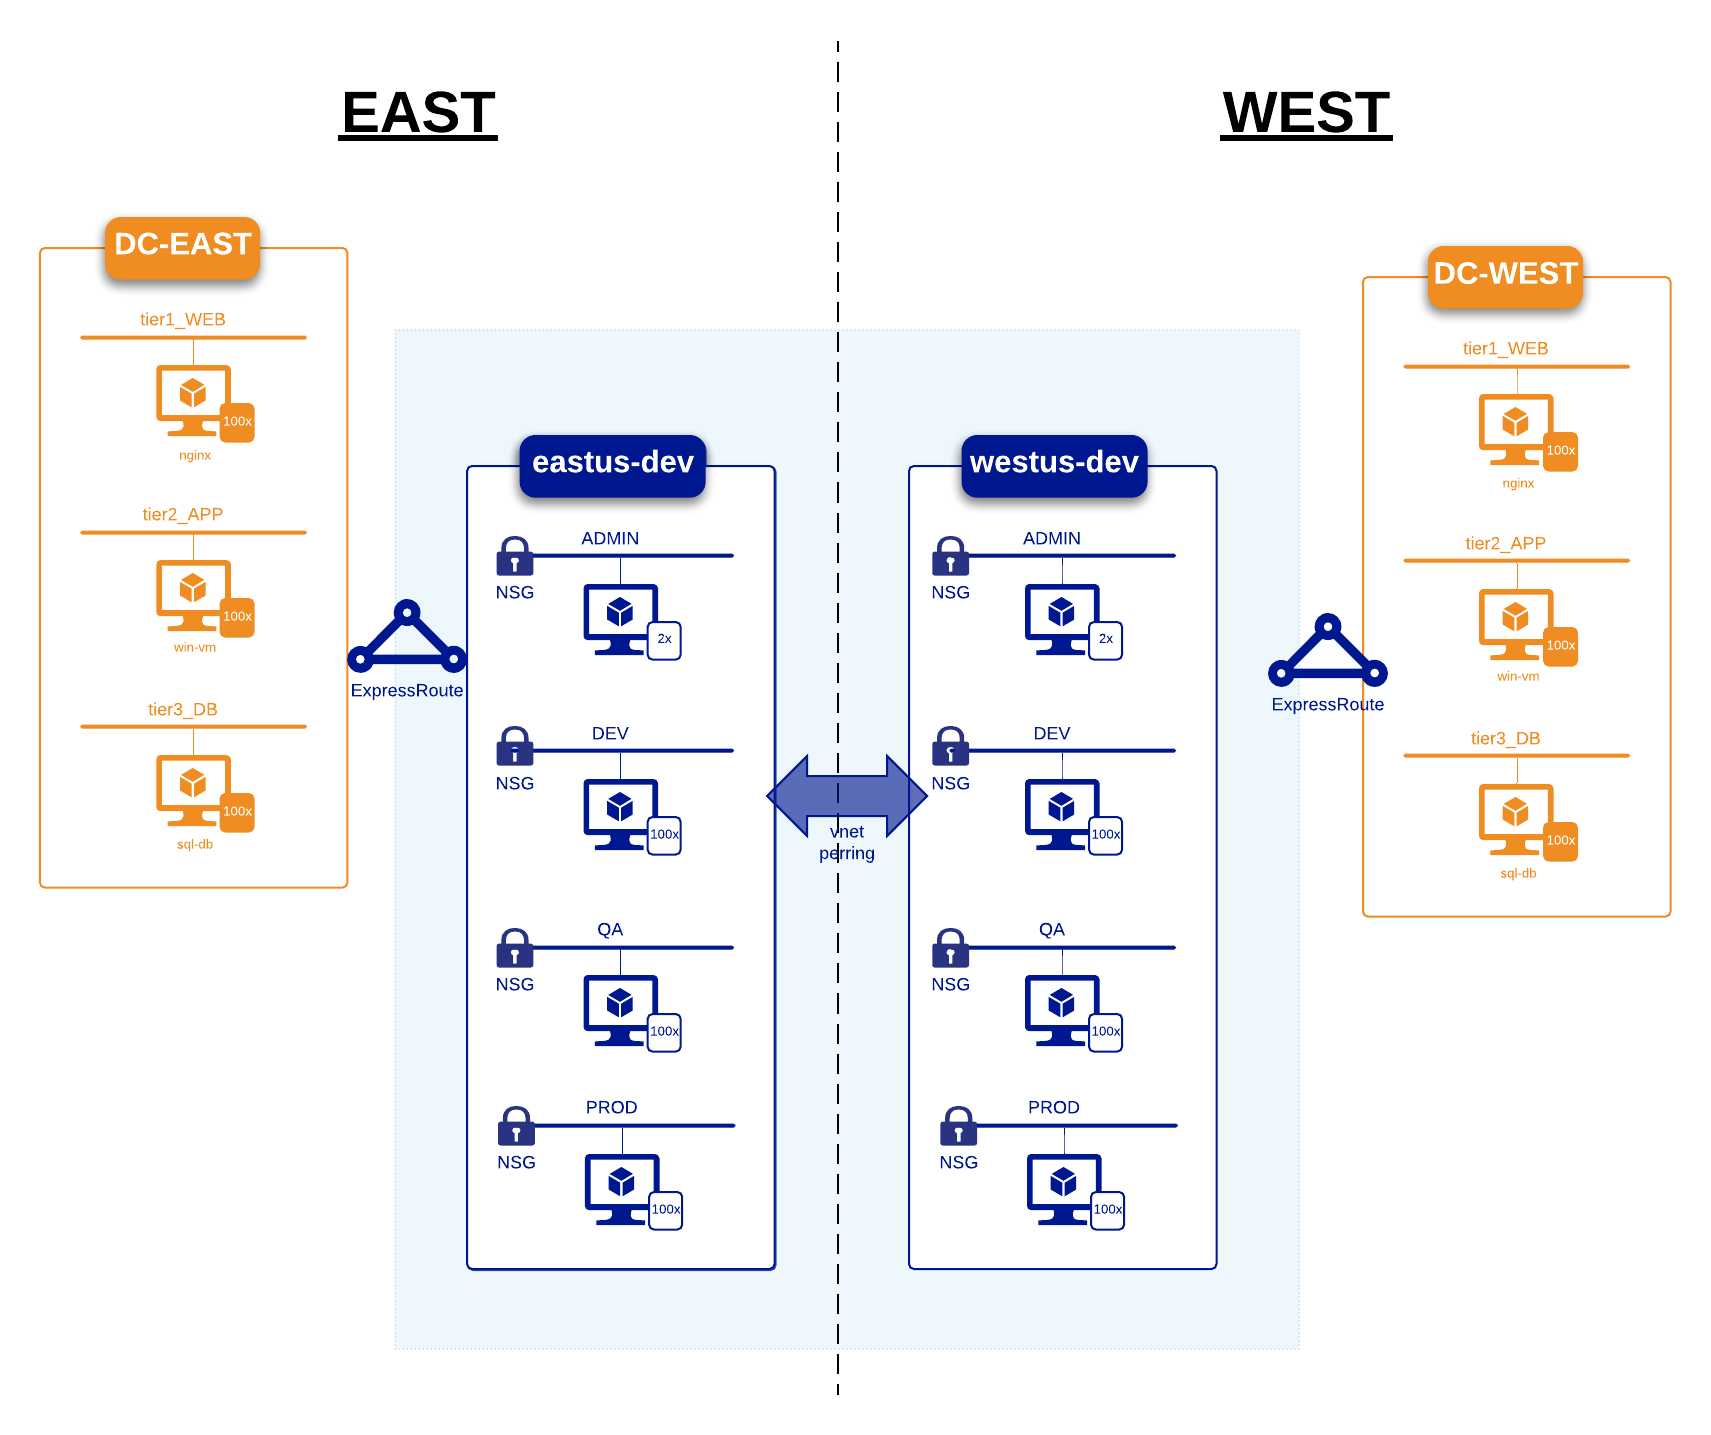 EAST
WEST
DC-EAST
tier1_WEB
100x
nginx
tier2_APP
100x
win-vm
tier3_DB
100x
sql-db
ExpressRoute
eastus-dev
ADMIN
NSG
2x
DEV
NSG
100x
QA
NSG
100x
PROD
NSG
100x
vnet
perring
westus-dev
ADMIN
NSG
2x
DEV
NSG
100x
QA
NSG
100x
PROD
NSG
100x
ExpressRoute
DC-WEST
tier1_WEB
100x
nginx
tier2_APP
100x
win-vm
tier3_DB
100x
sql-db